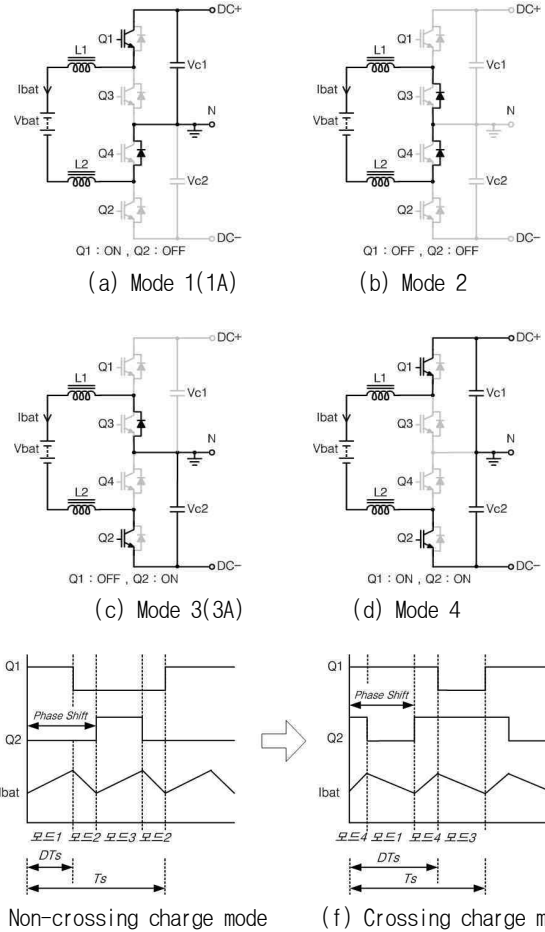 DC+
Q1
L1
Vc1
Ibat
Q3
N
Vbat
Q4
L2
Vc2
Q2
DC-
Q1 : ON , Q2 : OFF
(a) Mode 1(1A)
DC+
Q1
L1
Vc1
Ibat
Q3
N
Vbat
Q4
L2
Vc2
Q2
DC-
Q1 : OFF , Q2 : OFF
(b) Mode 2
DC+
Q1
L1
Vc1
Ibat
Q3
N
Vbat
Q4
L2
Vc2
Q2
DC-
Q1 : OFF , Q2 : ON
(c) Mode 3(3A)
DC+
Q1
L1
Vc1
Ibat
Q3
N
Vbat
Q4
L2
Vc2
Q2
DC-
Q1 : ON , Q2 : ON
(d) Mode 4
Q1
Phase Shift
Q2
Ibat
모드1 모드2 모드3 모드2
DTs
Ts
Non-crossing charge mode
Q1
Phase Shift
Q2
Ibat
모드4 모드1 모드4 모드3
DTs
Ts
(f) Crossing charge m